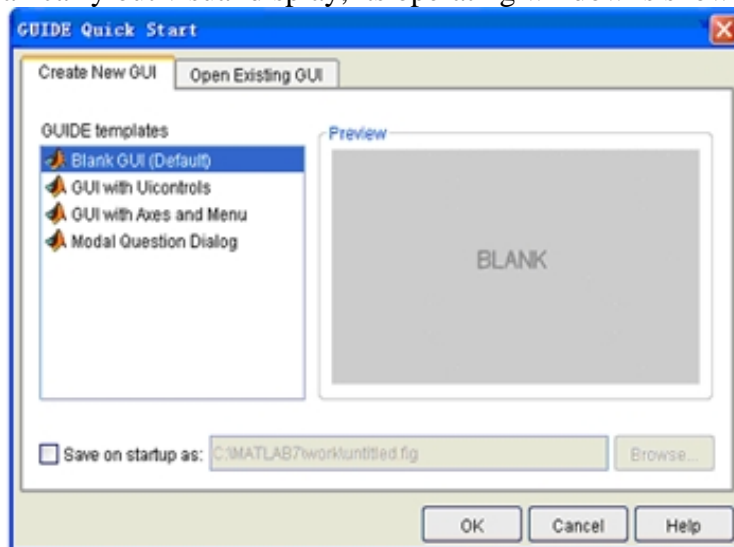 GUIDE Quick Start
Create New GUI
Open Existing GUI
GUIDE templates
Blank GUI (Default)
GUI with Uicontrols
GUI with Axes and Menu
Modal Question Dialog
Preview
BLANK
Save on startup as:
C:\MATLAB7\work\untitled.fig
Browse...
OK
Cancel
Help